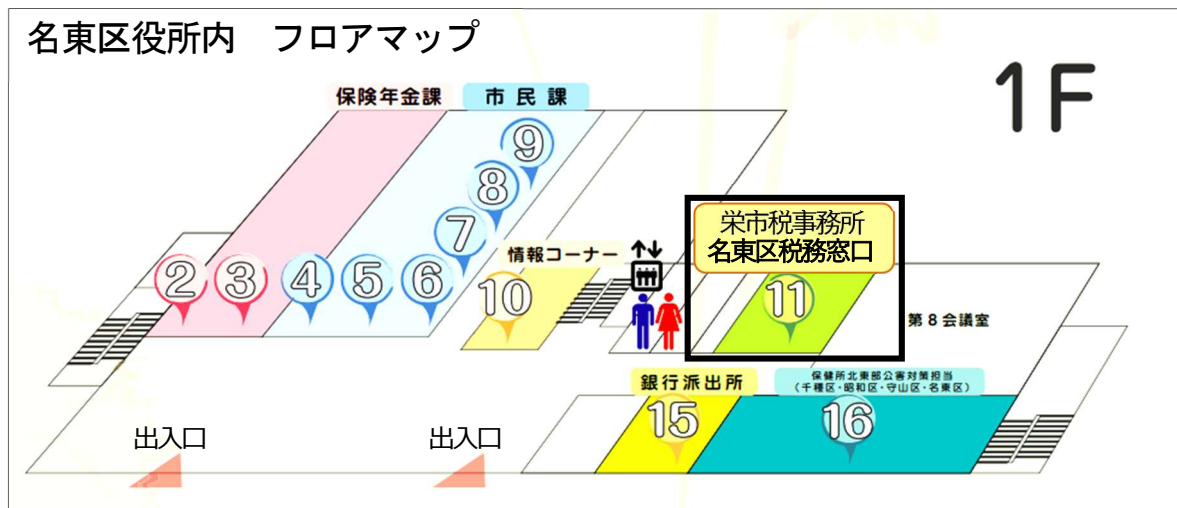 名東区役所内　フロアマップ
1F
保険年金課
市民課
9
8
7
2
3
4
5
6
情報コーナー
10
栄市税事務所
名東区税務窓口
11
第8会議室
銀行派出所
15
保健所北東部公害対策担当
(千種区・昭和区・守山区・名東区)
16
出入口
出入口